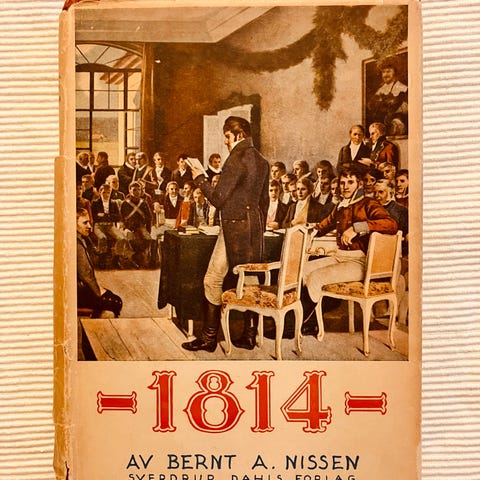 -1814-
AV BERNT A. NISSEN
SVERDRUP DAHLS FORLAG